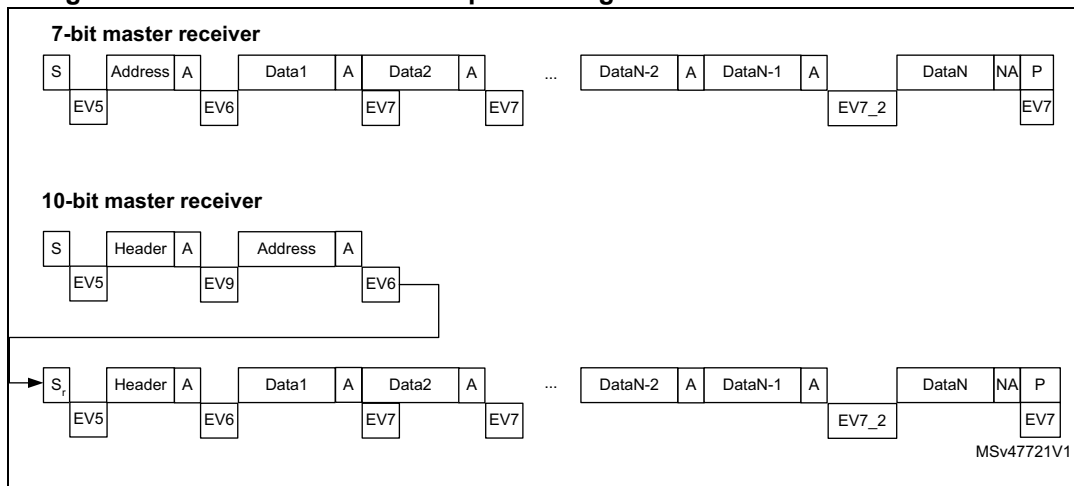 7-bit master receiver
S Address A Data1 A Data2 A ... DataN-2 A DataN-1 A DataN NA P
EV5 EV6 EV7 EV7 EV7_2 EV7
10-bit master receiver
S Header A Address A
EV5 EV9 EV6
Sr Header A Data1 A Data2 A ... DataN-2 A DataN-1 A DataN NA P
EV5 EV6 EV7 EV7 EV7_2 EV7
MSv47721V1